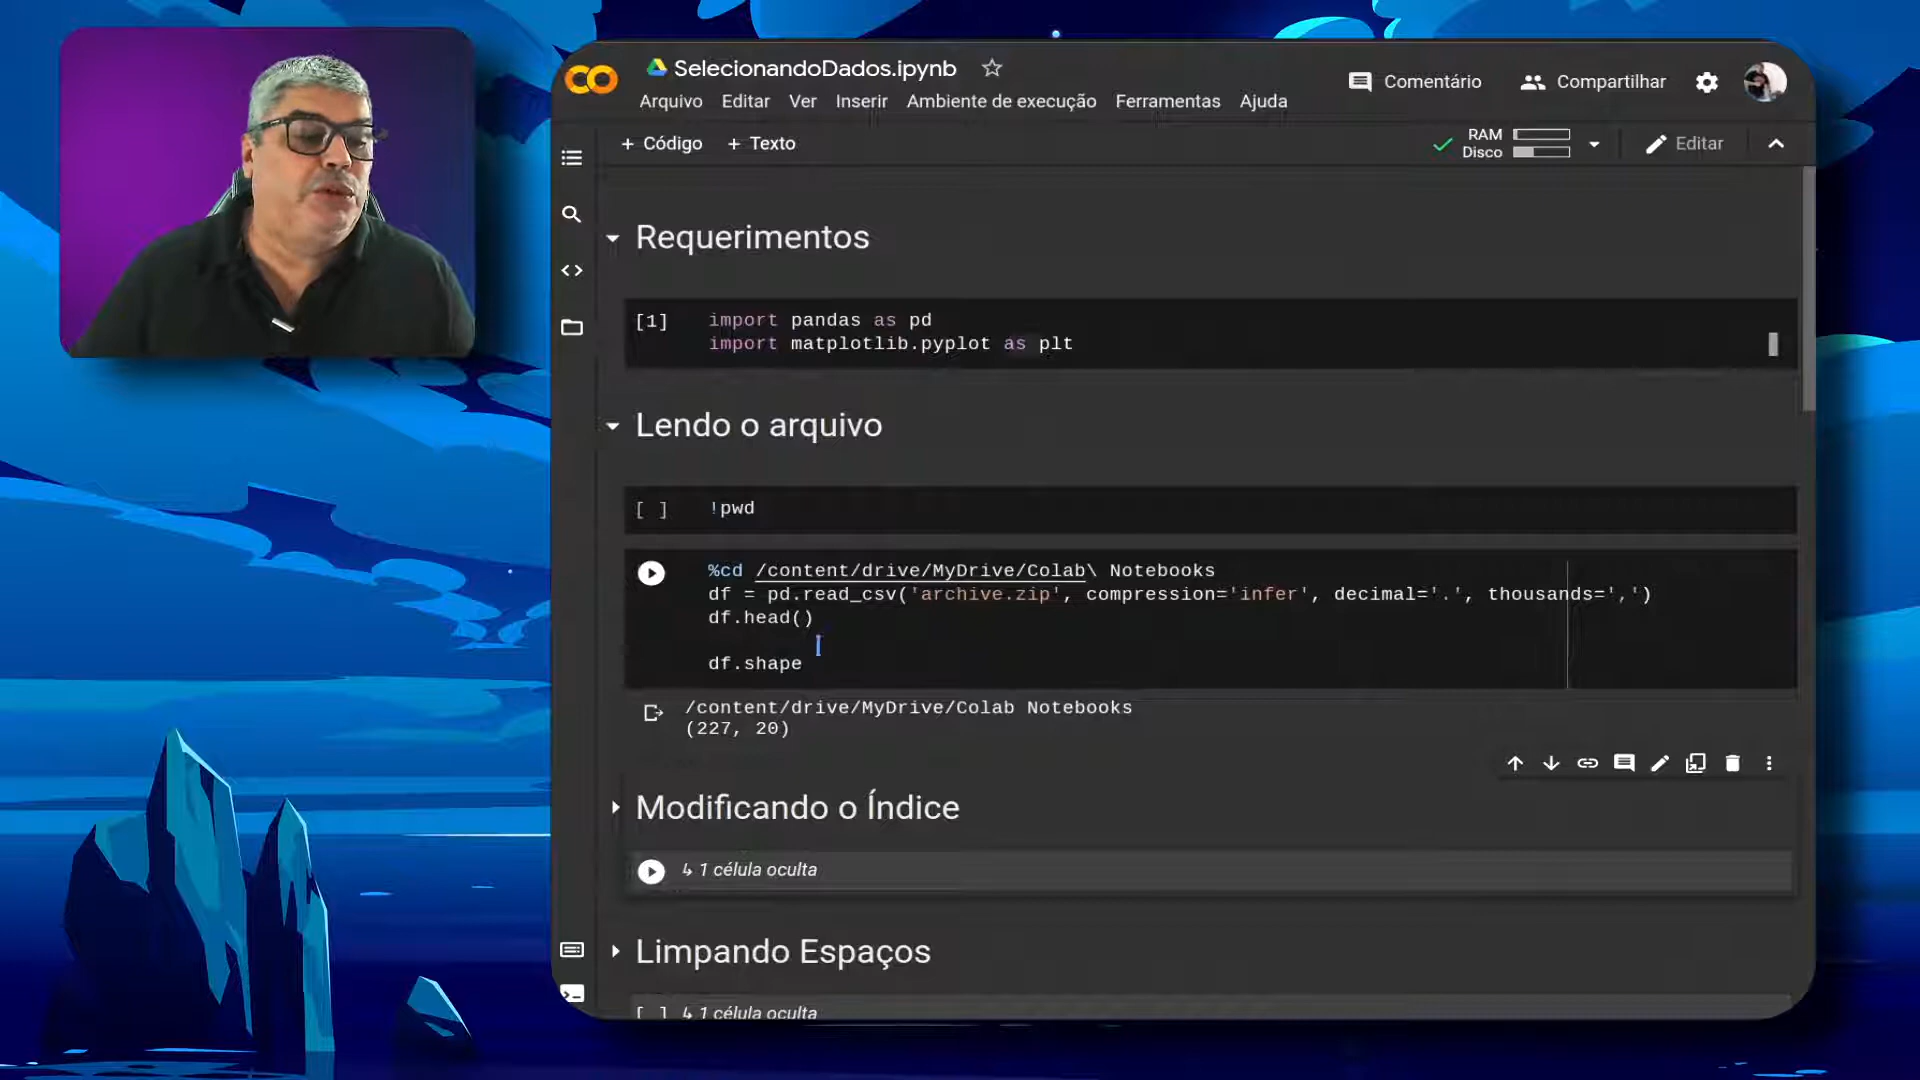 SelecionandoDados.ipynb
Comentário
Compartilhar
Arquivo Editar Ver Inserir Ambiente de execução Ferramentas Ajuda
+ Código + Texto
RAM
Disco
Editar
Requerimentos
[1] import pandas as pd
import matplotlib.pyplot as plt
Lendo o arquivo
[ ] !pwd
%cd /content/drive/MyDrive/Colab\ Notebooks
df = pd.read_csv('archive.zip', compression='infer', decimal='.', thousands=',')
df.head()
df.shape
/content/drive/MyDrive/Colab Notebooks
(227, 20)
Modificando o Índice
↳ 1 célula oculta
Limpando Espaços
[ ] ↳ 1 célula oculta